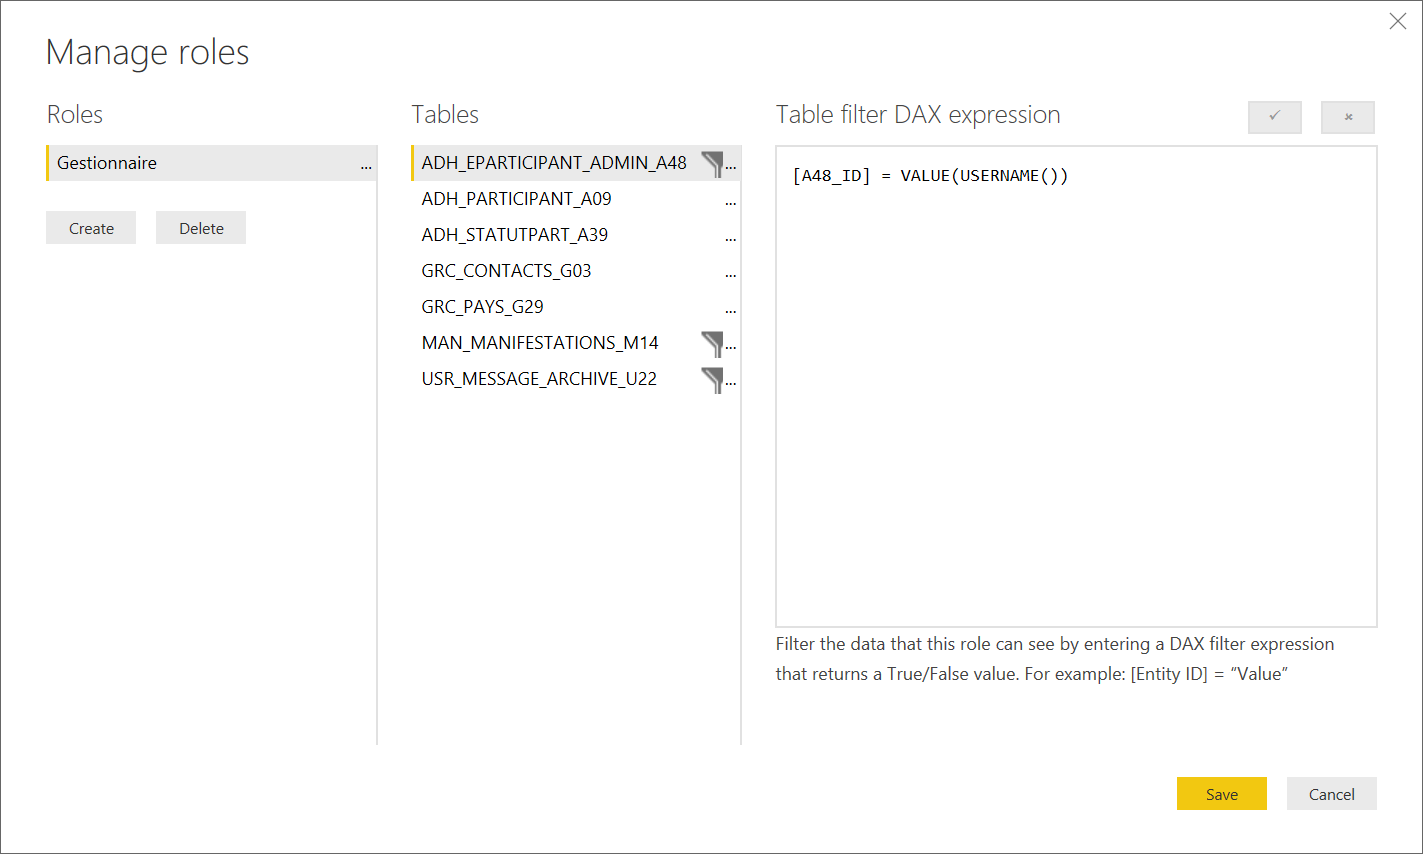 Manage roles
Roles
Tables
Table filter DAX expression
Gestionnaire ...
ADH_EPARTICIPANT_ADMIN_A48 ...
[A48_ID] = VALUE(USERNAME())
ADH_PARTICIPANT_A09 ...
Create
Delete
ADH_STATUTPART_A39 ...
GRC_CONTACTS_G03 ...
GRC_PAYS_G29 ...
MAN_MANIFESTATIONS_M14 ...
USR_MESSAGE_ARCHIVE_U22 ...
Filter the data that this role can see by entering a DAX filter expression
that returns a True/False value. For example: [Entity ID] = “Value”
Save
Cancel